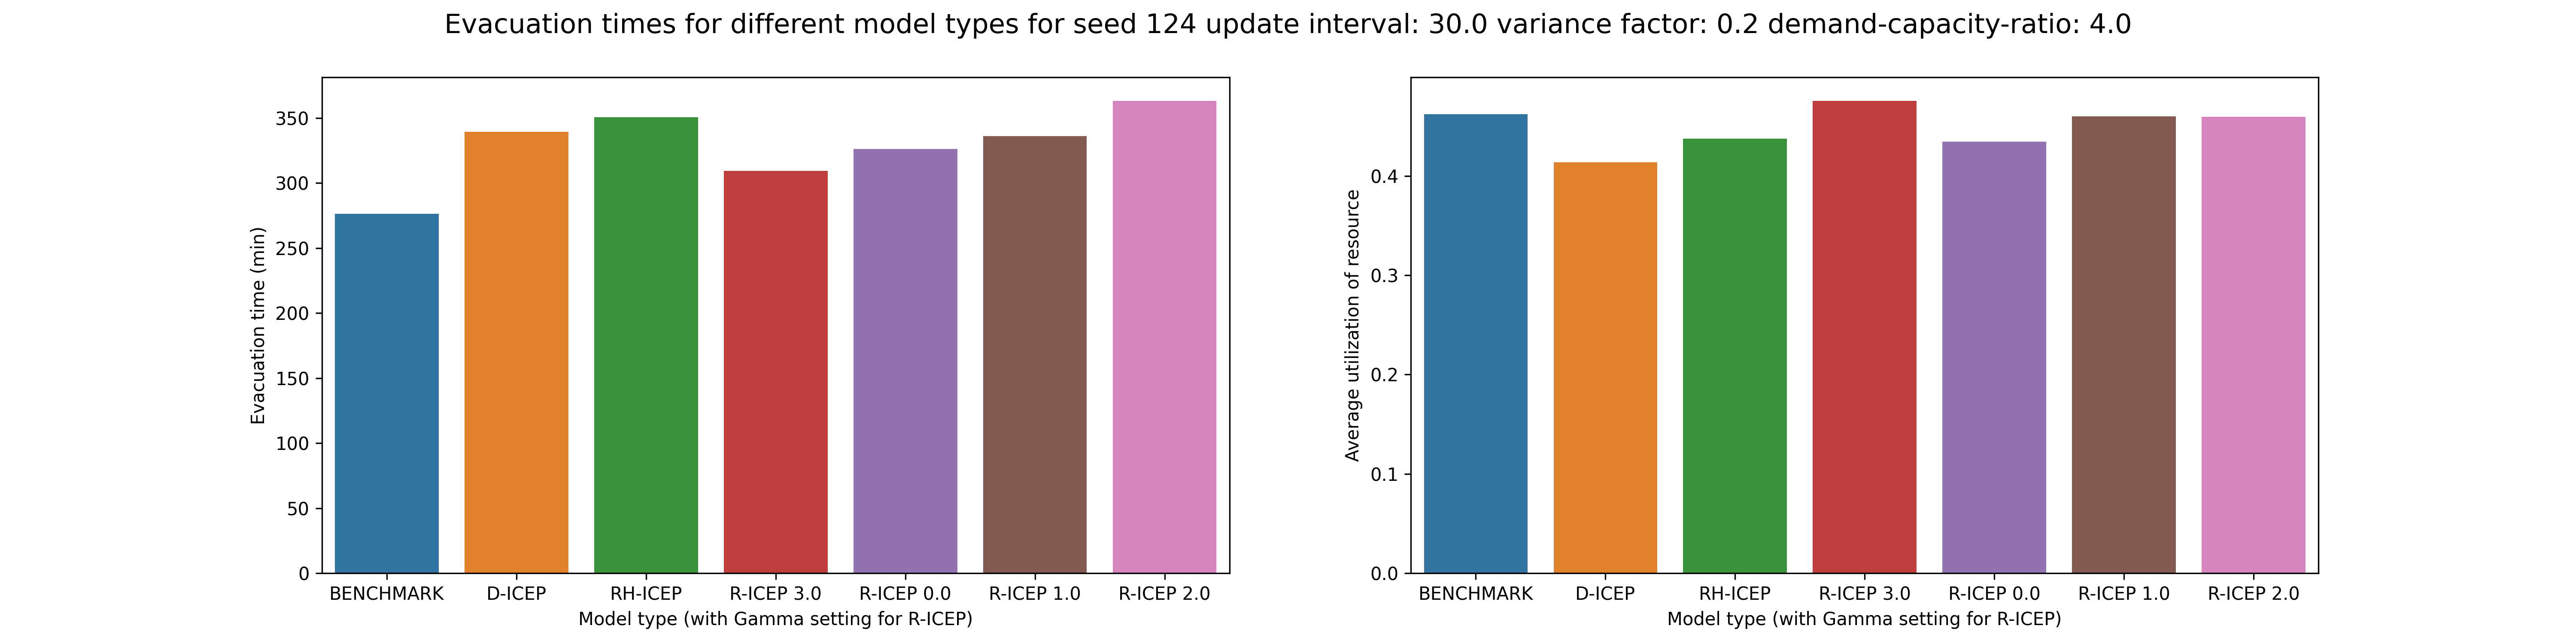 Evacuation times for different model types for seed 124 update interval: 30.0 variance factor: 0.2 demand-capacity-ratio: 4.0
Evacuation time (min)
350
300
250
200
150
100
50
0
BENCHMARK D-ICEP RH-ICEP R-ICEP 3.0 R-ICEP 0.0 R-ICEP 1.0 R-ICEP 2.0
Model type (with Gamma setting for R-ICEP)
Average utilization of resource
0.4
0.3
0.2
0.1
0.0
BENCHMARK D-ICEP RH-ICEP R-ICEP 3.0 R-ICEP 0.0 R-ICEP 1.0 R-ICEP 2.0
Model type (with Gamma setting for R-ICEP)